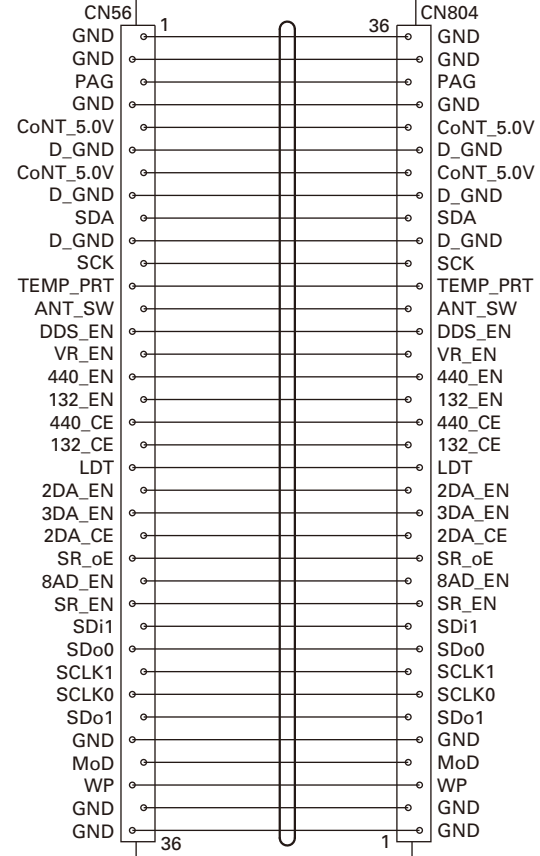 CN56 CN804
1 36
GND GND
GND GND
PAG PAG
GND GND
CoNT_5.0V CoNT_5.0V
D_GND D_GND
CoNT_5.0V CoNT_5.0V
D_GND D_GND
SDA SDA
D_GND D_GND
SCK SCK
TEMP_PRT TEMP_PRT
ANT_SW ANT_SW
DDS_EN DDS_EN
VR_EN VR_EN
440_EN 440_EN
132_EN 132_EN
440_CE 440_CE
132_CE 132_CE
LDT LDT
2DA_EN 2DA_EN
3DA_EN 3DA_EN
2DA_CE 2DA_CE
SR_oE SR_oE
8AD_EN 8AD_EN
SR_EN SR_EN
SDi1 SDi1
SDo0 SDo0
SCLK1 SCLK1
SCLK0 SCLK0
SDo1 SDo1
GND GND
MoD MoD
WP WP
GND GND
GND GND
36 1